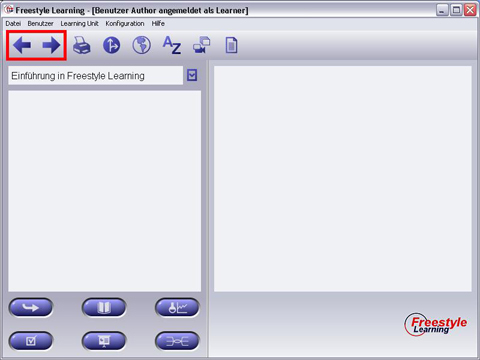 Freestyle Learning - [Benutzer Author angemeldet als Learner]
Datei Benutzer Learning Unit Konfiguration Hilfe
AZ
Einführung in Freestyle Learning
Freestyle
Learning